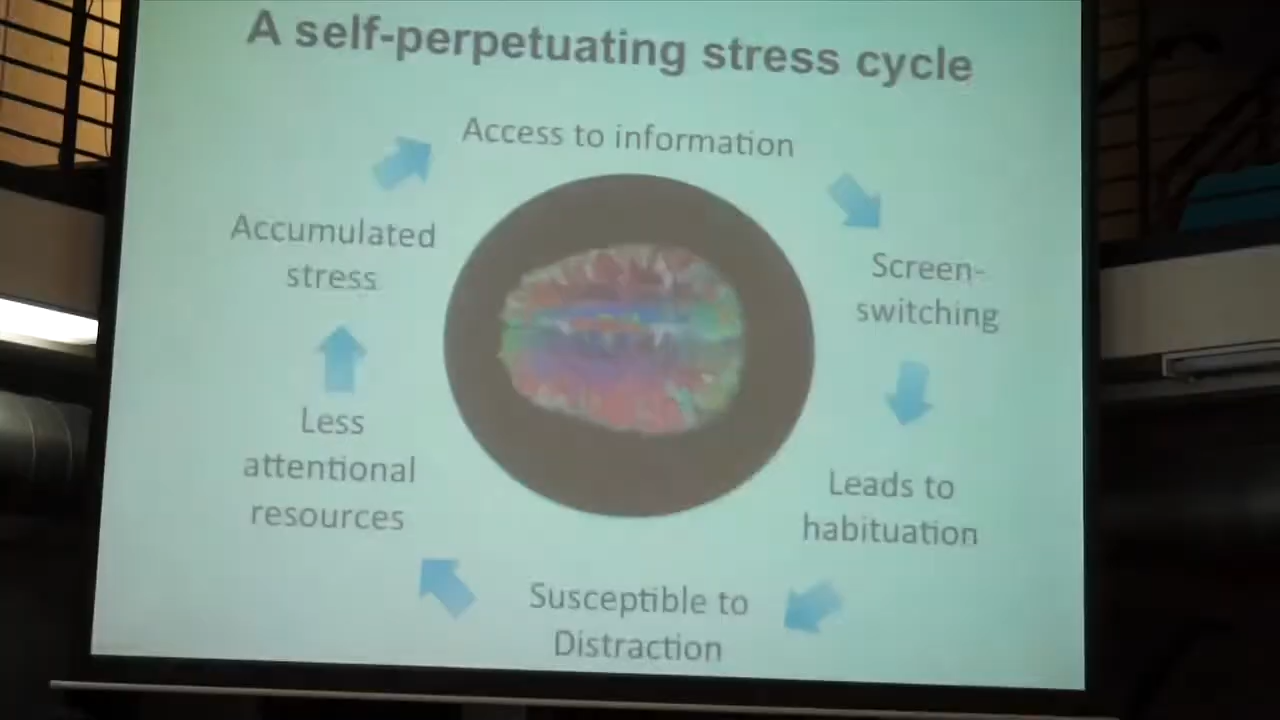 A self-perpetuating stress cycle
Access to information
Screen-
switching
Leads to
habituation
Susceptible to
Distraction
Less
attentional
resources
Accumulated
stress